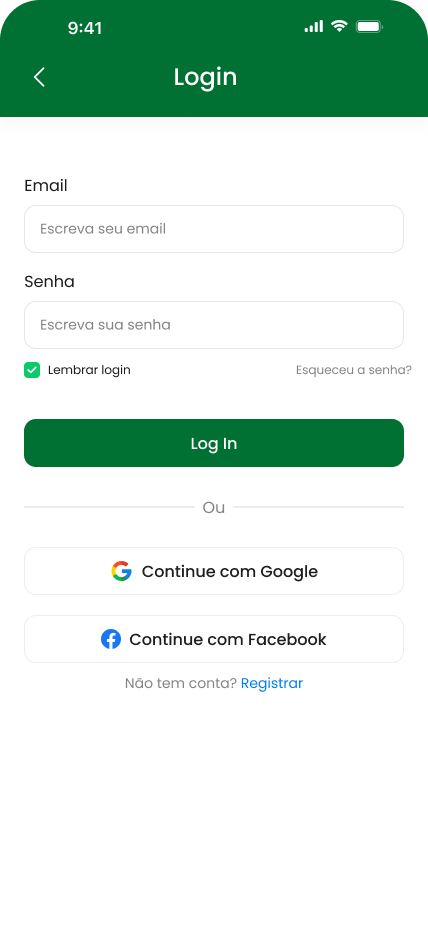 9:41
Login
Email
Escreva seu email
Senha
Escreva sua senha
Lembrar login
Esqueceu a senha?
Log In
Ou
Continue com Google
Continue com Facebook
Não tem conta? Registrar